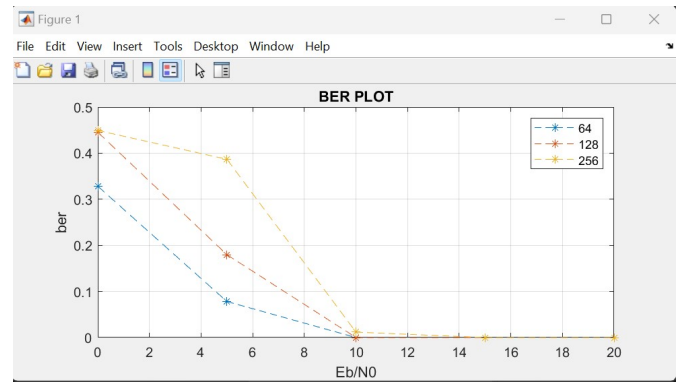 Figure 1
File Edit View Insert Tools Desktop Window Help
BER PLOT
0.5
0.4
0.3
0.2
0.1
0
ber
64
128
256
0 2 4 6 8 10 12 14 16 18 20
Eb/N0